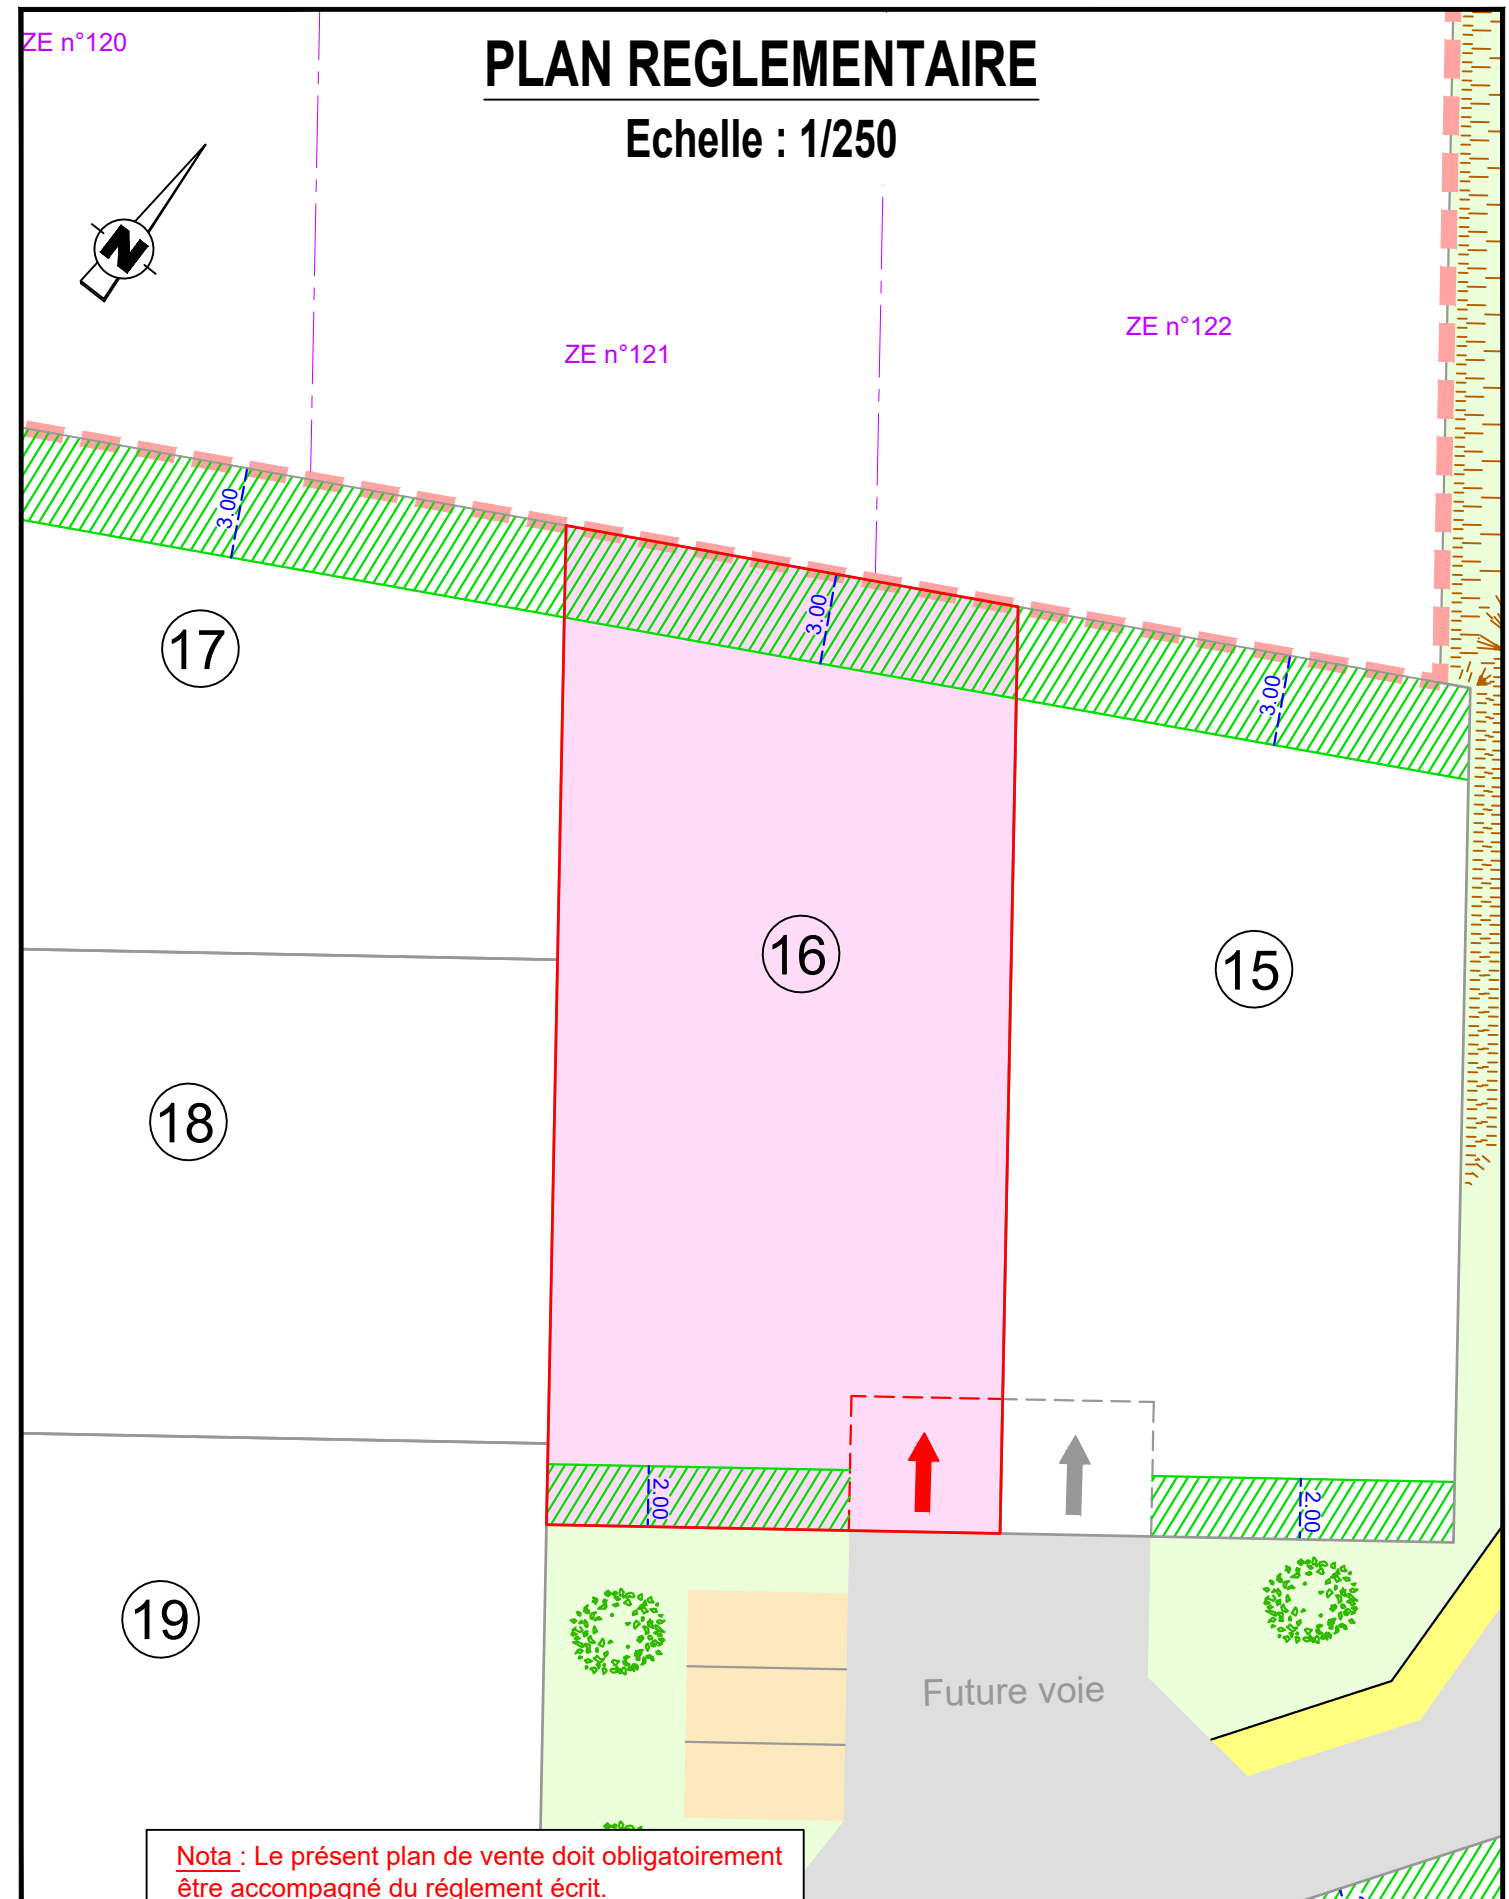 ZE n°120
PLAN REGLEMENTAIRE
Echelle : 1/250
N
ZE n°122
ZE n°121
3.00
3.00
3.00
17
16
15
18
2.00
2.00
19
Future voie
Nota : Le présent plan de vente doit obligatoirement
être accompagné du réglement écrit.